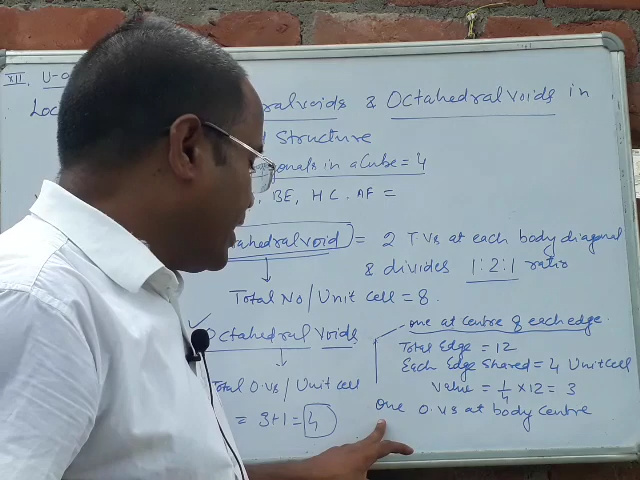 XII, U-
Loc ralvoids & Octahedral voids in
Structure
gonals in a Cube = 4
, BE, HC. AF =
ahedral void) = 2 TVs at each body diagonal
& divides 1:2:1 ratio
Total No/Unit cell = 8.
✓ Octahedral Voids
Total O.Vs/Unit cell
= 3+1 = 4
one at centre of each edge.
Total Edge = 12
Each Edge Shared = 4 Unit Cell
Value = 1/4 × 12 = 3
One O.VS at body Centre